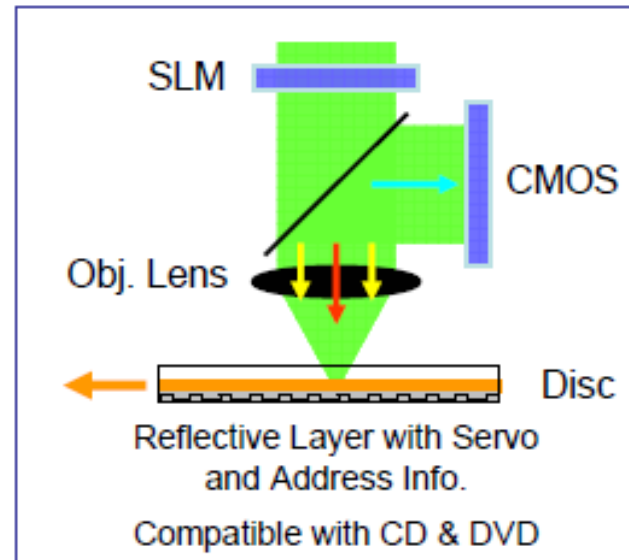 SLM
CMOS
Obj. Lens
Disc
Reflective Layer with Servo
and Address Info.
Compatible with CD & DVD